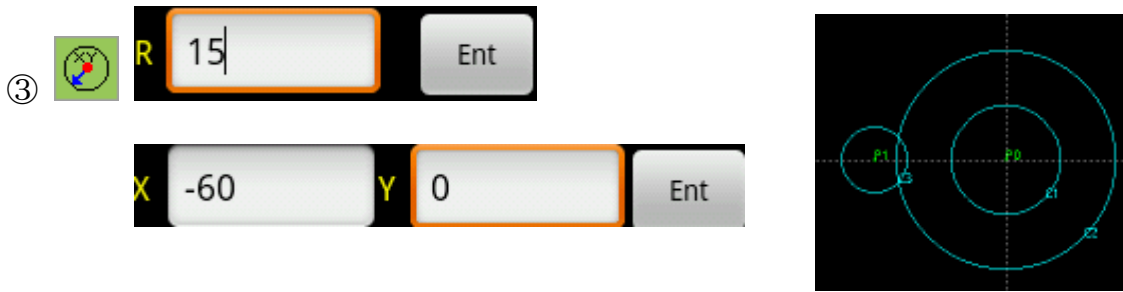 ③ XY R 15 Ent
X -60 Y 0 Ent
P1 P0
C3
C1
C2